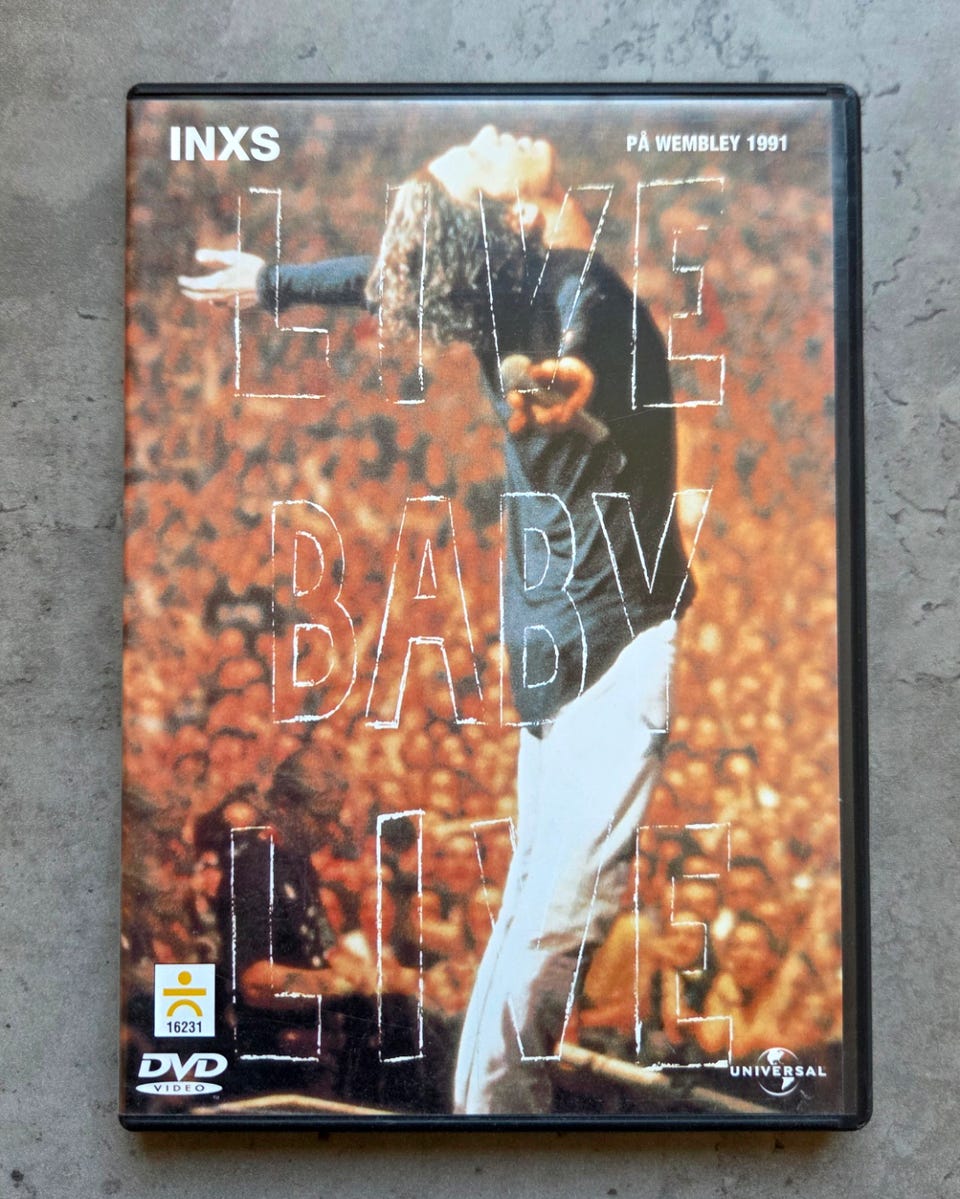 INXS
PÅ WEMBLEY 1991
LIVE
BABY
LIVE
16231
DVD
VIDEO
UNIVERSAL